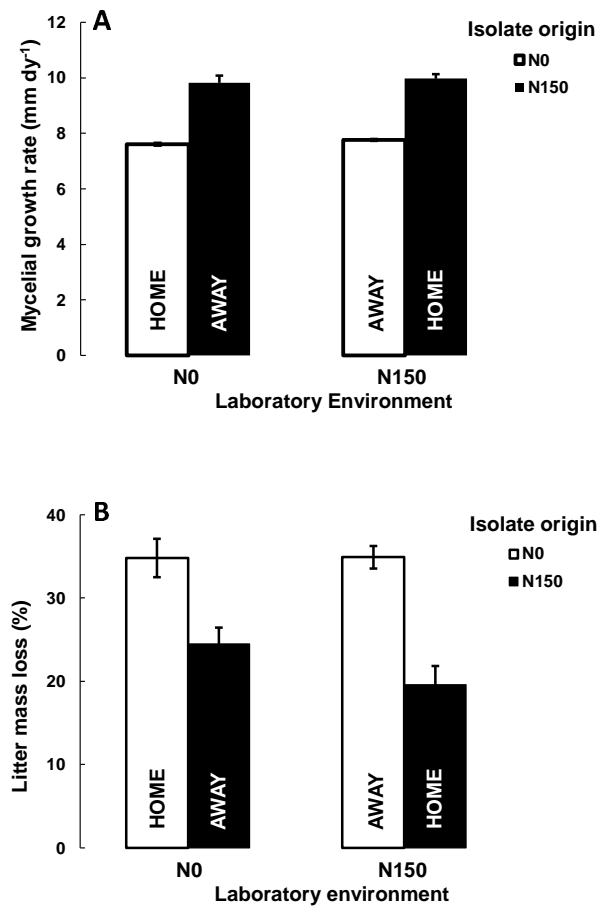 A
Isolate origin
N0
N150
Mycelial growth rate (mm dy-1)
12
10
8
6
4
2
0
HOME
AWAY
AWAY
HOME
N0
N150
Laboratory Environment
B
Isolate origin
N0
N150
Litter mass loss (%)
40
30
20
10
0
HOME
AWAY
AWAY
HOME
N0
N150
Laboratory environment